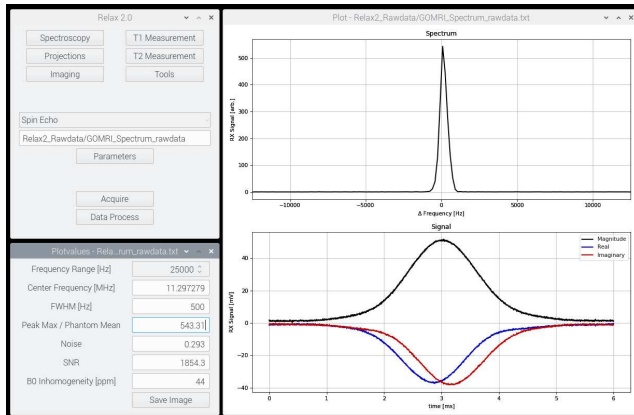 Relax 2.0
Spectroscopy T1 Measurement
Projections T2 Measurement
Imaging Tools
Spin Echo
Relax2_Rawdata/GOMRI_Spectrum_rawdata
Parameters
Acquire
Data Process
Plotvalues - Rela...rum_rawdata.txt
Frequency Range [Hz] 25000
Center Frequency [MHz] 11.297279
FWHM [Hz] 500
Peak Max / Phantom Mean 543.31
Noise 0.293
SNR 1854.3
B0 Inhomogeneity [ppm] 44
Save Image
Plot - Relax2_Rawdata/GOMRI_Spectrum_rawdata.txt
Spectrum
RX Signal [arb.]
500
400
300
200
100
0
−10000 −5000 0 5000 10000
Δ Frequency [Hz]
Signal
RX Signal [mV]
40
20
0
−20
−40
Magnitude
Real
Imaginary
0 1 2 3 4 5 6
time [ms]